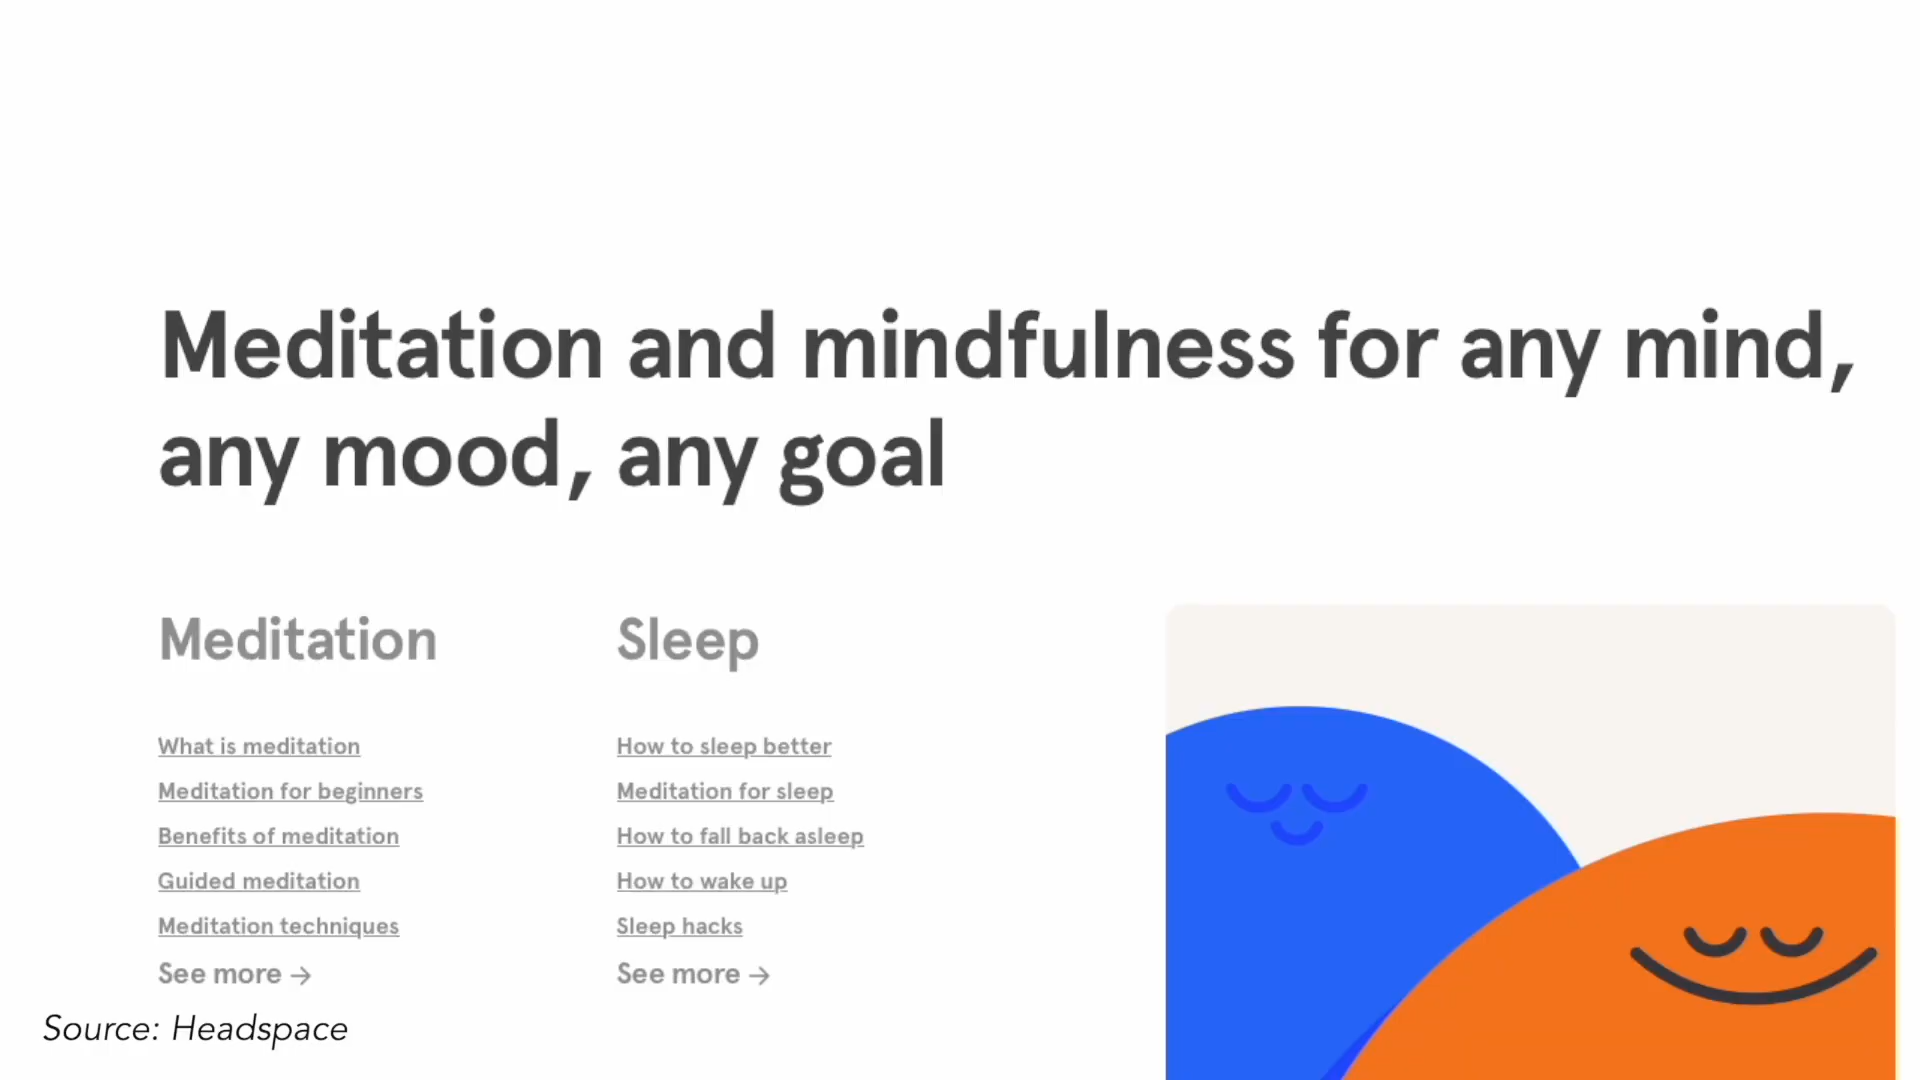 Meditation and mindfulness for any mind,
any mood, any goal
Meditation
What is meditation
Meditation for beginners
Benefits of meditation
Guided meditation
Meditation techniques
See more →
Sleep
How to sleep better
Meditation for sleep
How to fall back asleep
How to wake up
Sleep hacks
See more →
Source: Headspace